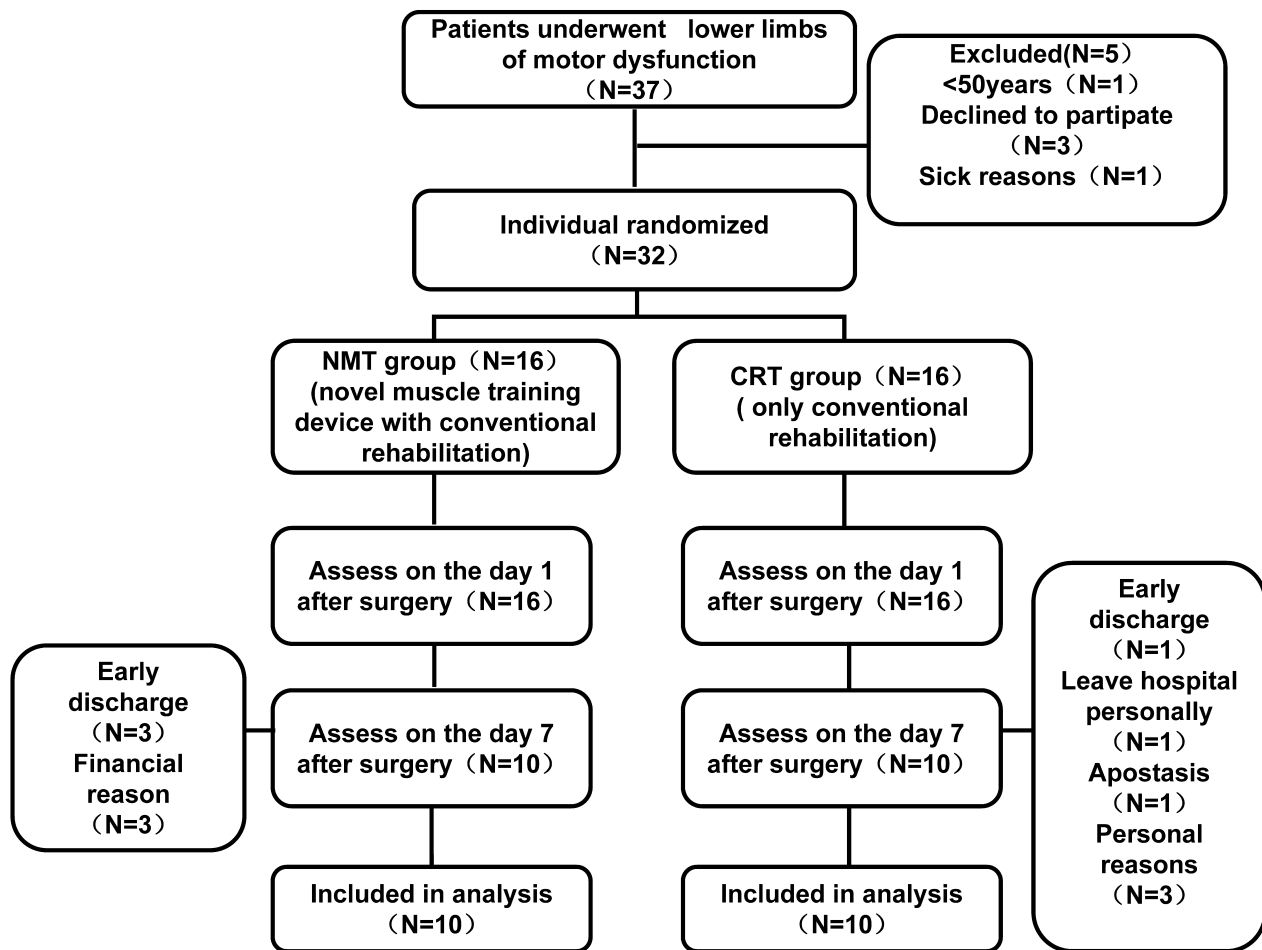 Patients underwent lower limbs
of motor dysfunction
（N=37）
Excluded(N=5)
<50years（N=1）
Declined to partipate
（N=3）
Sick reasons（N=1）
Individual randomized
（N=32）
NMT group（N=16）
(novel muscle training
device with conventional
rehabilitation)
CRT group（N=16）
( only conventional
rehabilitation)
Assess on the day 1
after surgery（N=16）
Assess on the day 1
after surgery（N=16）
Early
discharge
（N=3）
Financial
reason
（N=3）
Assess on the day 7
after surgery（N=10）
Assess on the day 7
after surgery（N=10）
Early
discharge
（N=1）
Leave hospital
personally
（N=1）
Apostasis
（N=1）
Personal
reasons
（N=3）
Included in analysis
（N=10）
Included in analysis
（N=10）